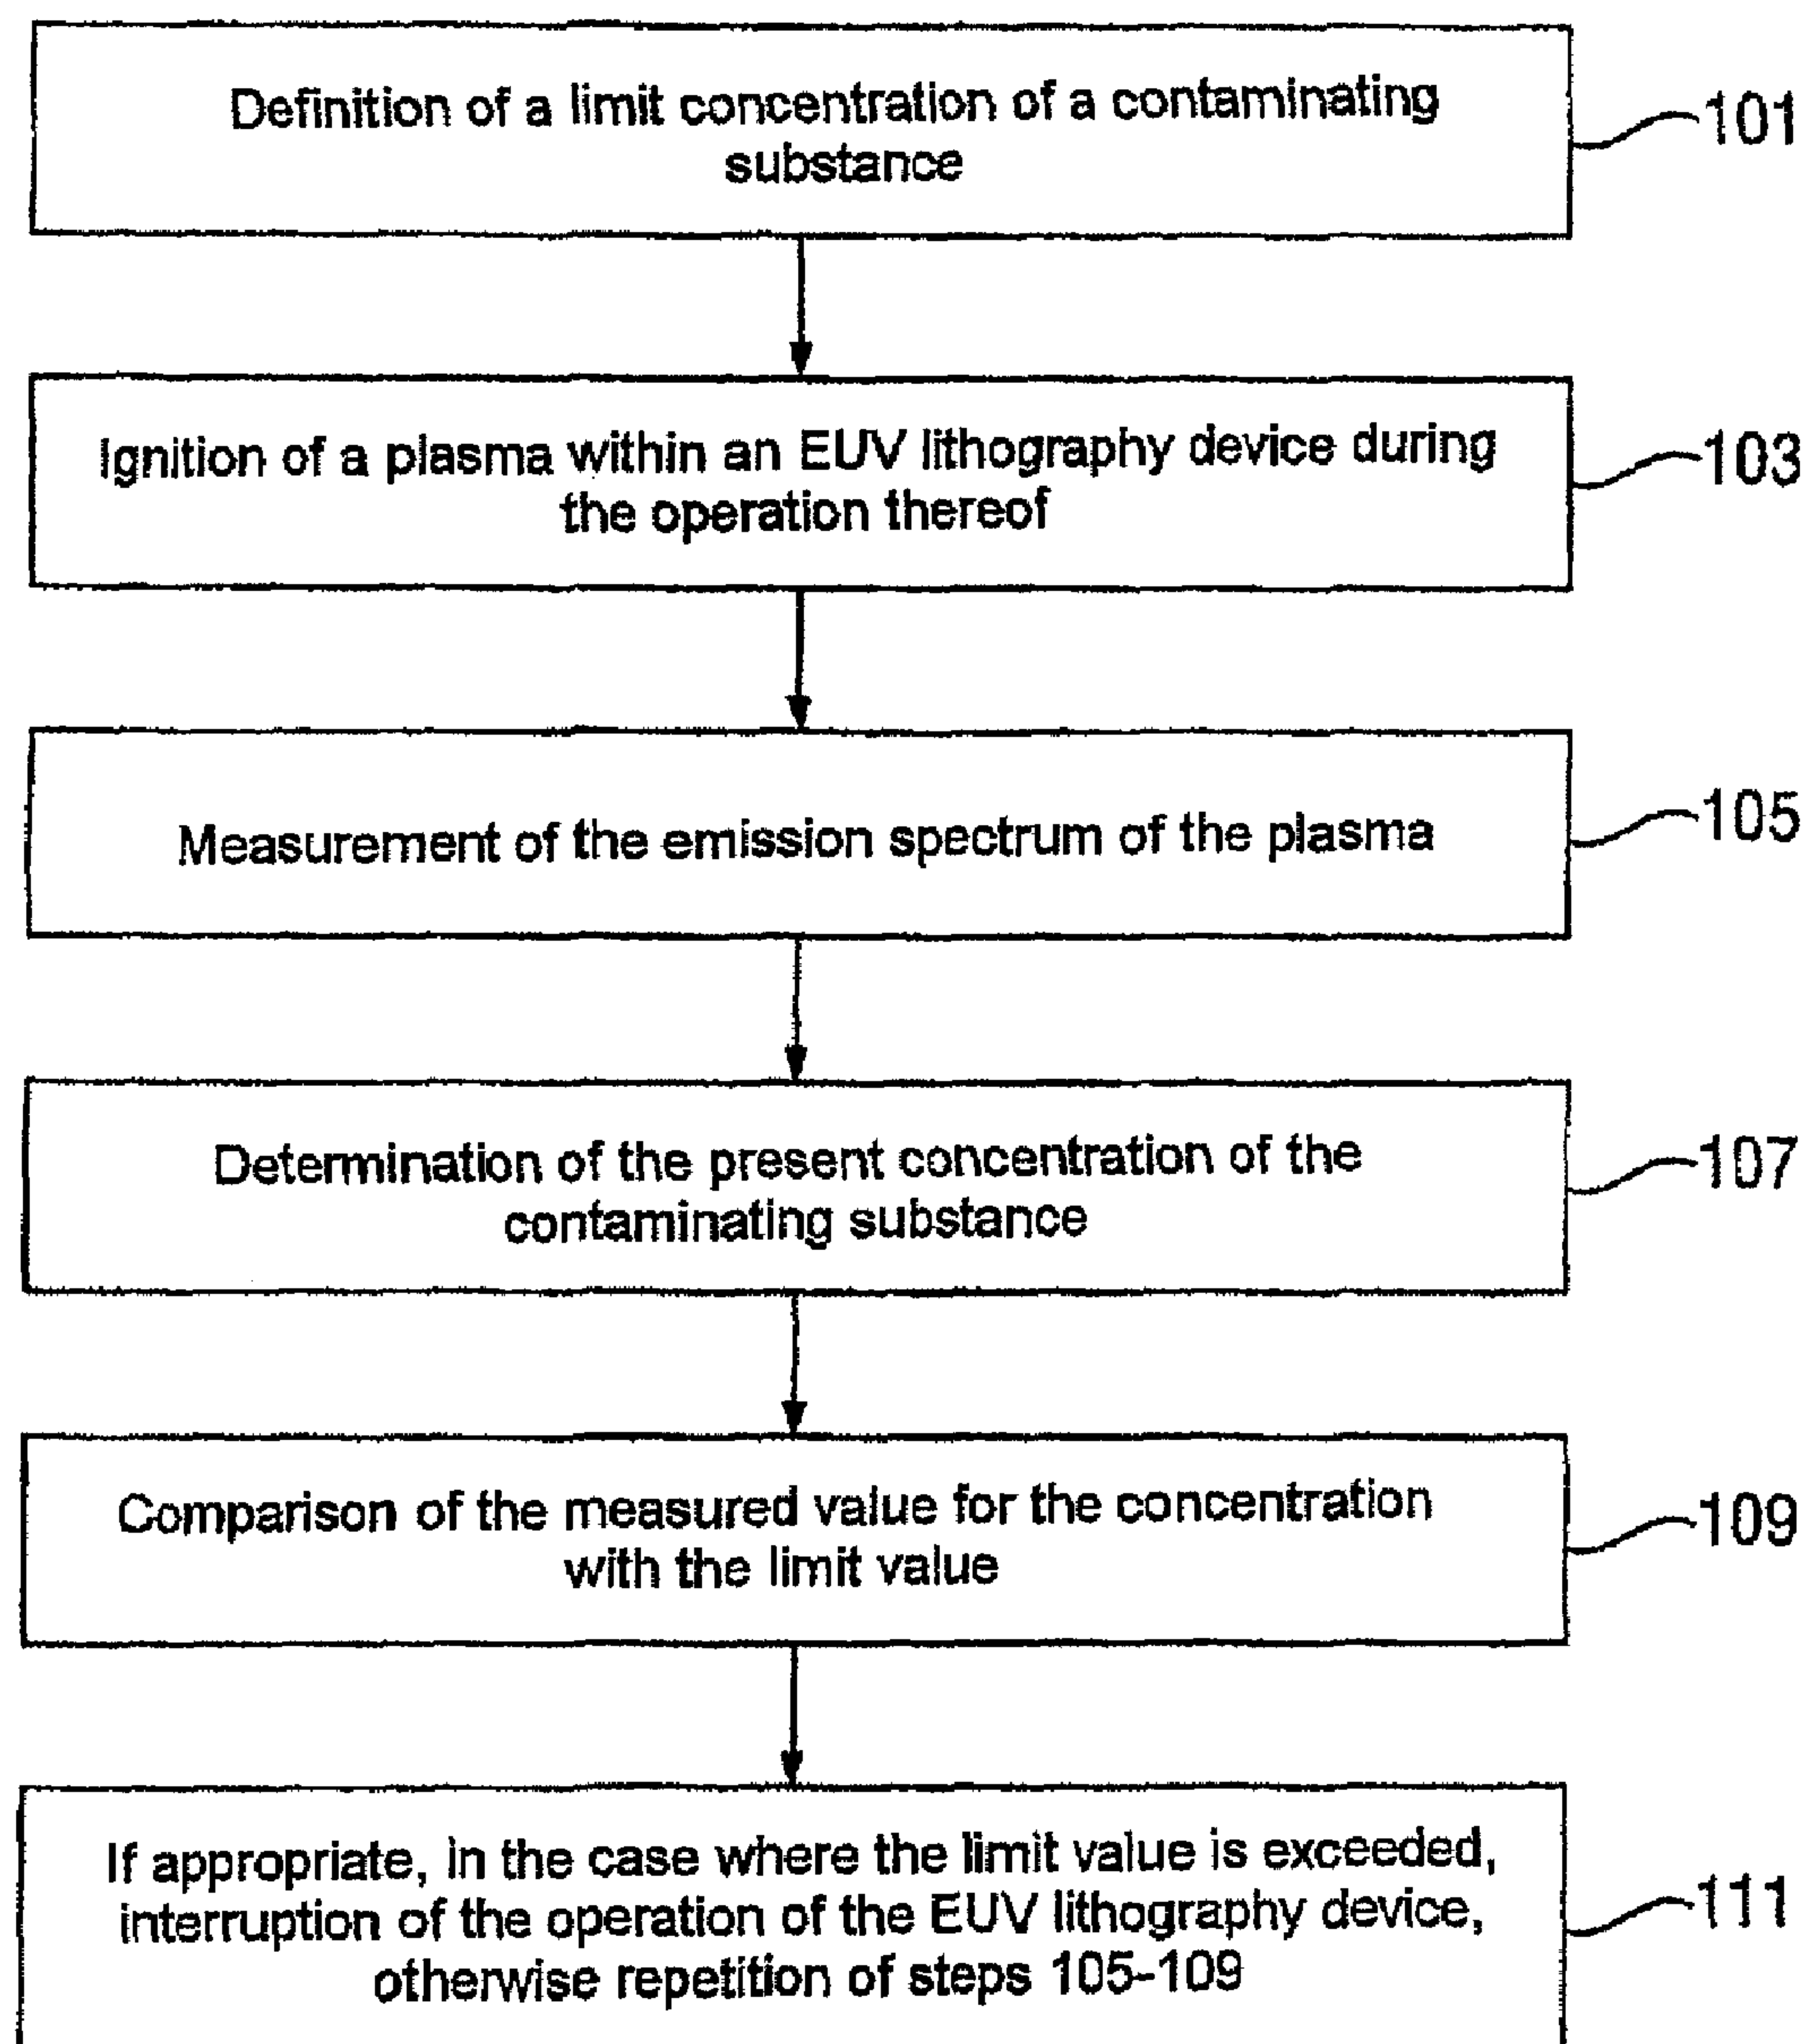 Definition of a limit concentration of a contaminating
substance
101
Ignition of a plasma within an EUV lithography device during
the operation thereof
103
Measurement of the emission spectrum of the plasma
105
Determination of the present concentration of the
contaminating substance
107
Comparison of the measured value for the concentration
with the limit value
109
If appropriate, in the case where the limit value is exceeded,
interruption of the operation of the EUV lithography device,
otherwise repetition of steps 105-109
111